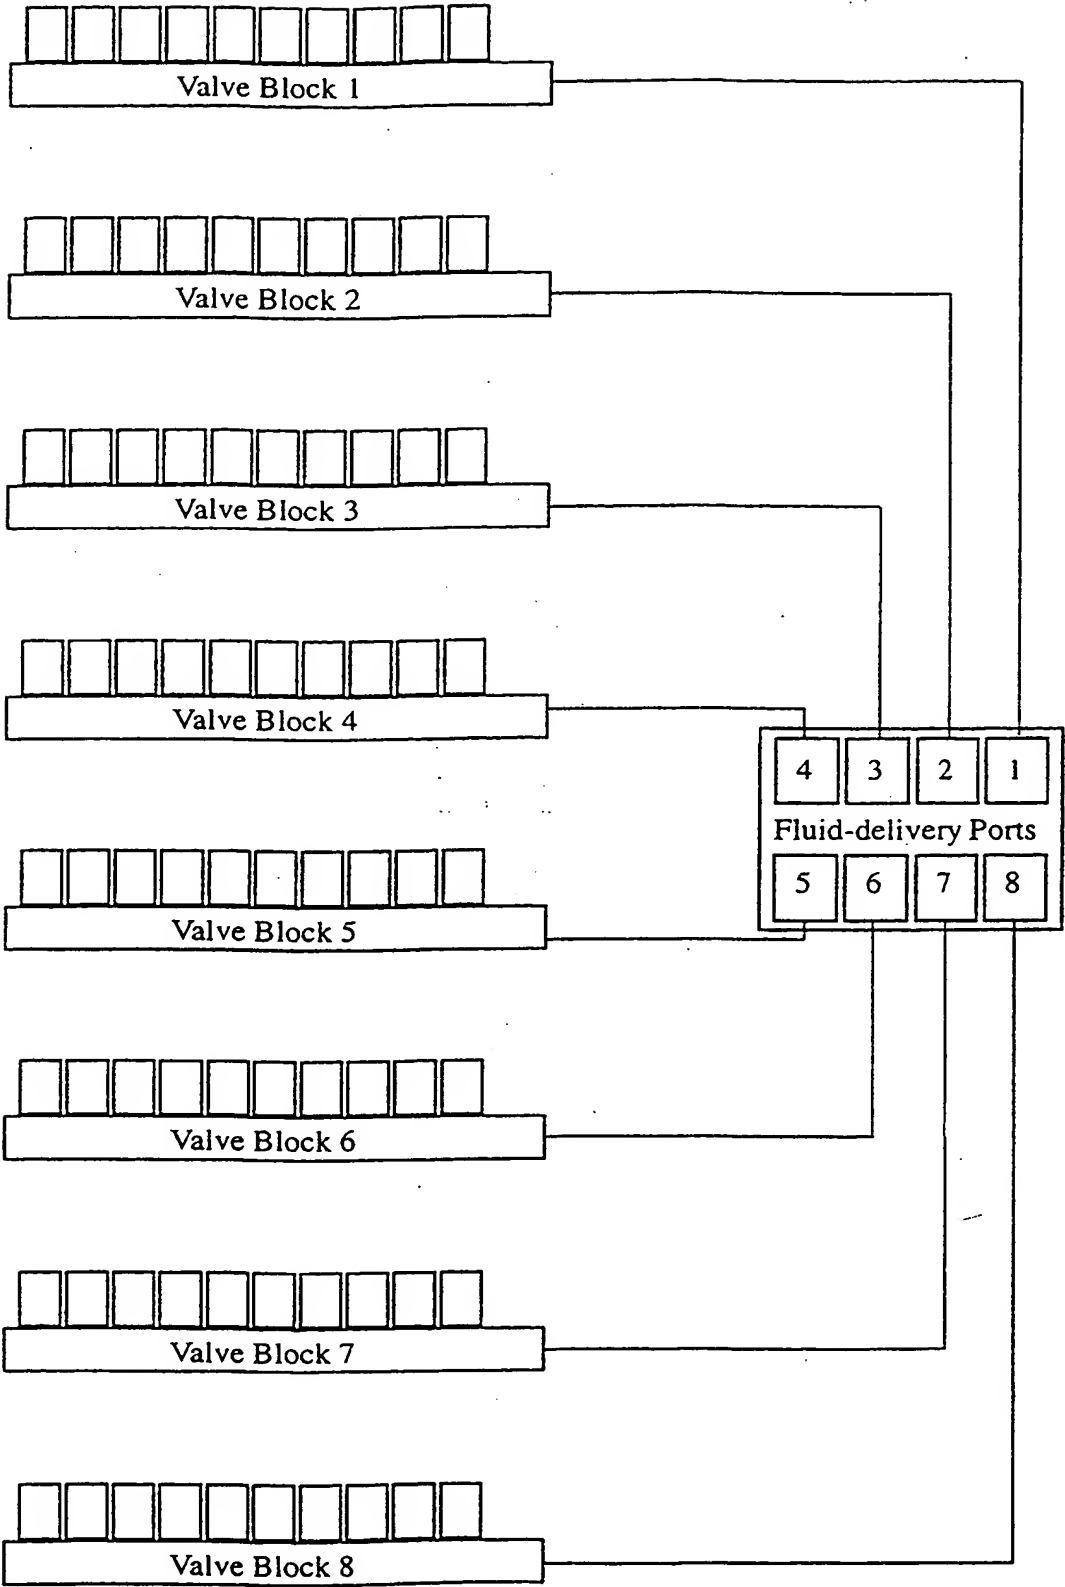 Valve Block 1
Valve Block 2
Valve Block 3
Valve Block 4
4 3 2 1
Fluid-delivery Ports
5 6 7 8
Valve Block 5
Valve Block 6
Valve Block 7
Valve Block 8